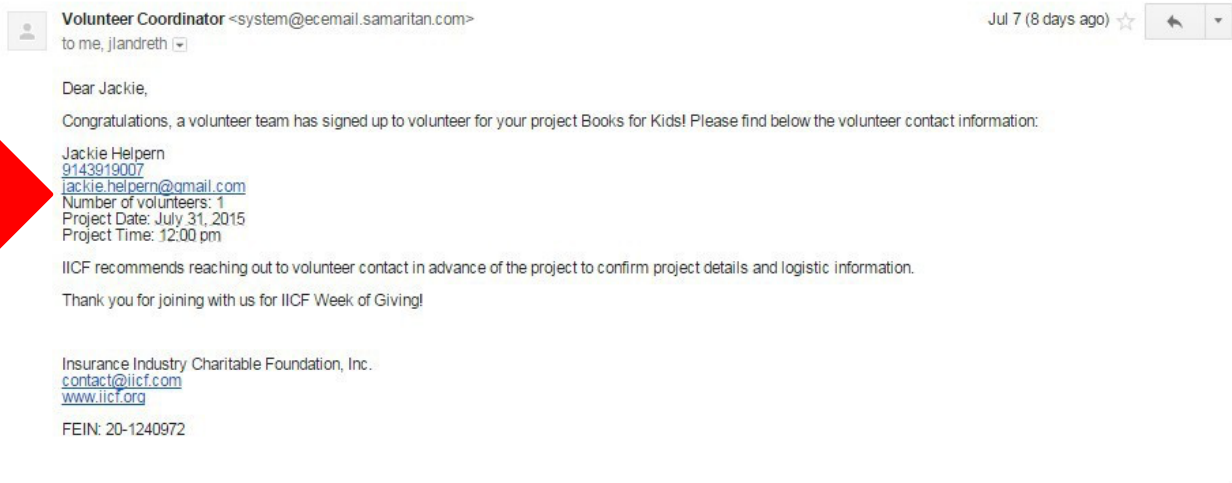 Volunteer Coordinator <system@ecemail.samaritan.com>
Jul 7 (8 days ago)
to me, jlandreth
Dear Jackie,
Congratulations, a volunteer team has signed up to volunteer for your project Books for Kids! Please find below the volunteer contact information:
Jackie Helpern
9143919007
jackie.helpern@gmail.com
Number of volunteers: 1
Project Date: July 31, 2015
Project Time: 12:00 pm
IICF recommends reaching out to volunteer contact in advance of the project to confirm project details and logistic information.
Thank you for joining with us for IICF Week of Giving!
Insurance Industry Charitable Foundation, Inc.
contact@iicf.com
www.iicf.org
FEIN: 20-1240972